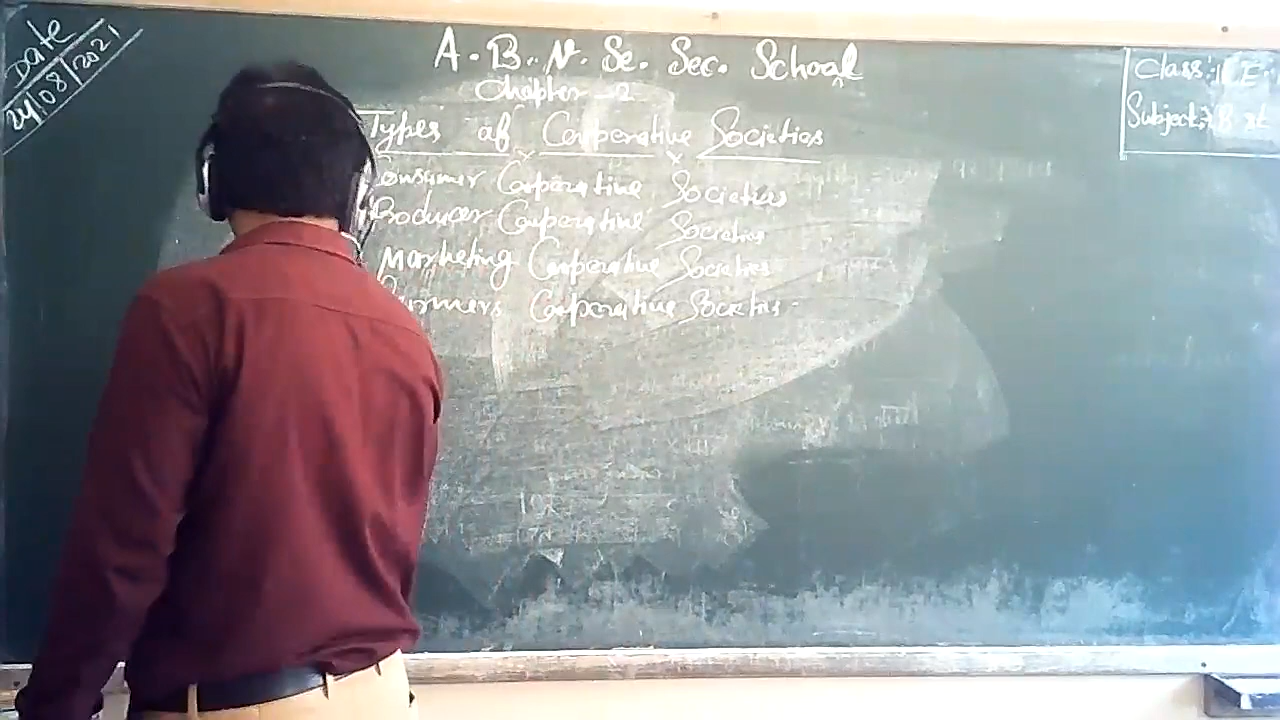 Date
24/08/2021
A. B. N. Se. Sec. School
Class: 11 E
Subject: B. st
Chapter - 2
Types of Cooperative Societies
Consumer Cooperative Societies
Producer Cooperative Societies
Marketing Cooperative Societies
Farmers Cooperative Societies